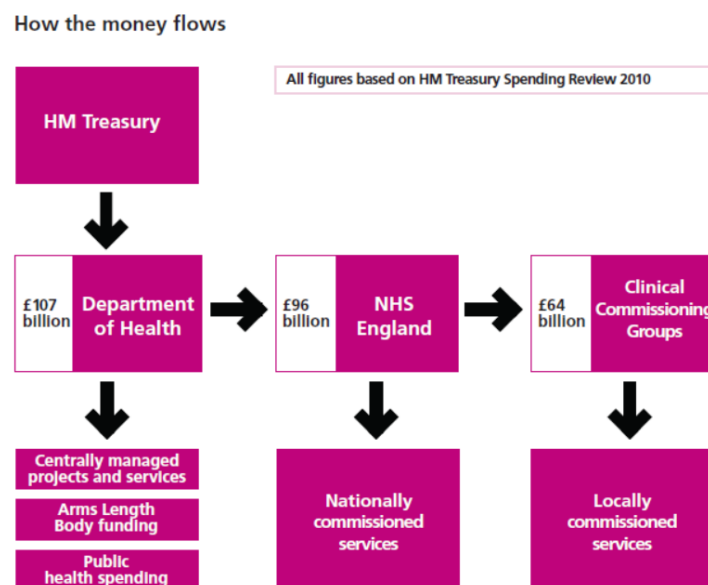 How the money flows
All figures based on HM Treasury Spending Review 2010
HM Treasury
£107
billion
Department
of Health
£96
billion
NHS
England
£64
billion
Clinical
Commissioning
Groups
Centrally managed
projects and services
Arms Length
Body funding
Public
health spending
Nationally
commissioned
services
Locally
commissioned
services